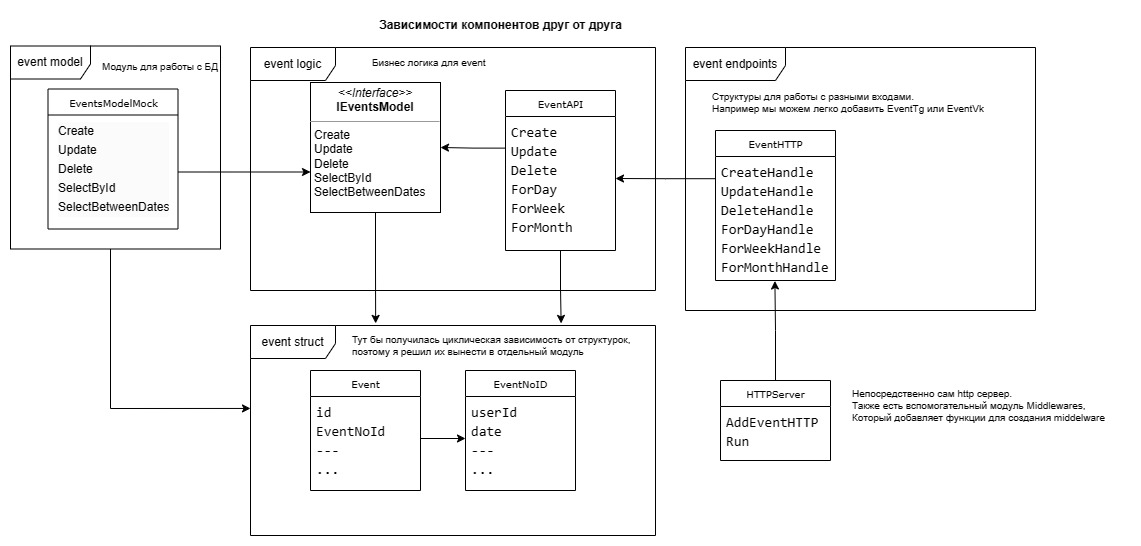 Зависимости компонентов друг от друга
event model
Модуль для работы с БД
EventsModelMock
Create
Update
Delete
SelectById
SelectBetweenDates
event logic
Бизнес логика для event
<<Interface>>
IEventsModel
Create
Update
Delete
SelectById
SelectBetweenDates
EventAPI
Create
Update
Delete
ForDay
ForWeek
ForMonth
event endpoints
Структуры для работы с разными входами.
Например мы можем легко добавить EventTg или EventVk
EventHTTP
CreateHandle
UpdateHandle
DeleteHandle
ForDayHandle
ForWeekHandle
ForMonthHandle
event struct
Тут бы получилась циклическая зависимость от структурок,
поэтому я решил их вынести в отдельный модуль
Event
id
EventNoId
---
...
EventNoID
userId
date
---
...
HTTPServer
AddEventHTTP
Run
Непосредственно сам http сервер.
Также есть вспомогательный модуль Middlewares,
Который добавляет функции для создания middelware